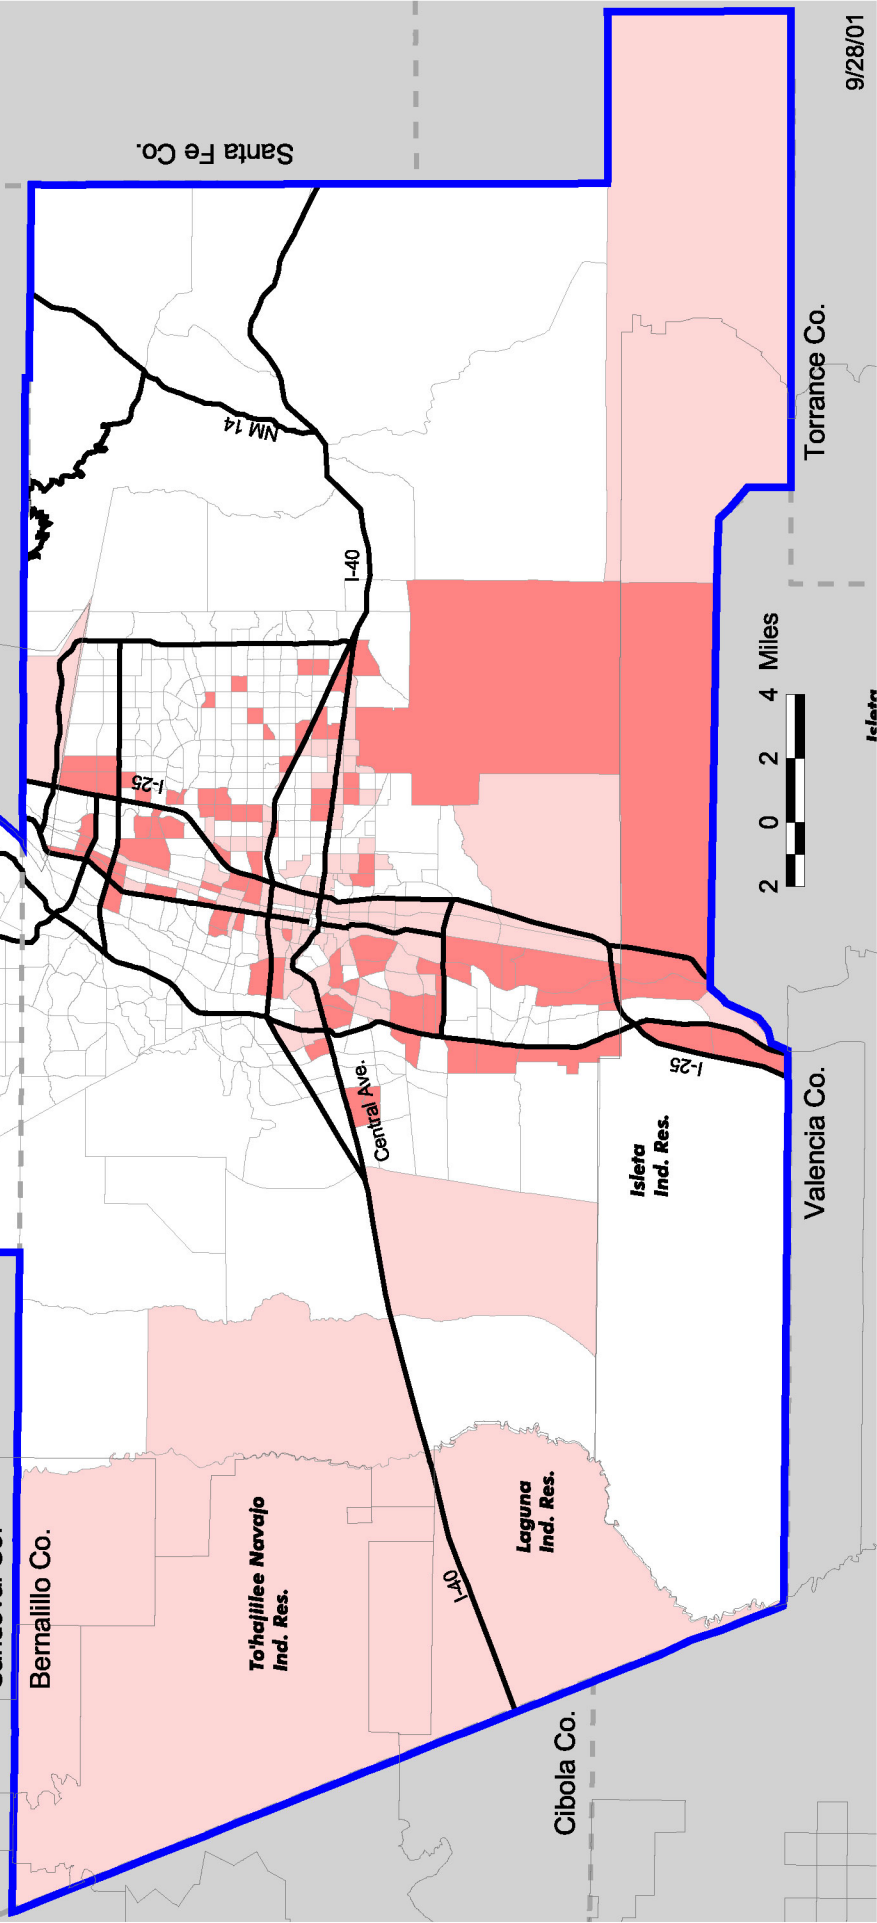 9/28/01
Santa Fe Co.
Torrance Co.
NM 14
I-40
I-25
2 0 2 4 Miles
Isleta
Central Ave.
I-25
Isleta
Ind. Res.
Valencia Co.
Bernalillo Co.
To'hajiilee Navajo
Ind. Res.
Laguna
Ind. Res.
I-40
Cibola Co.